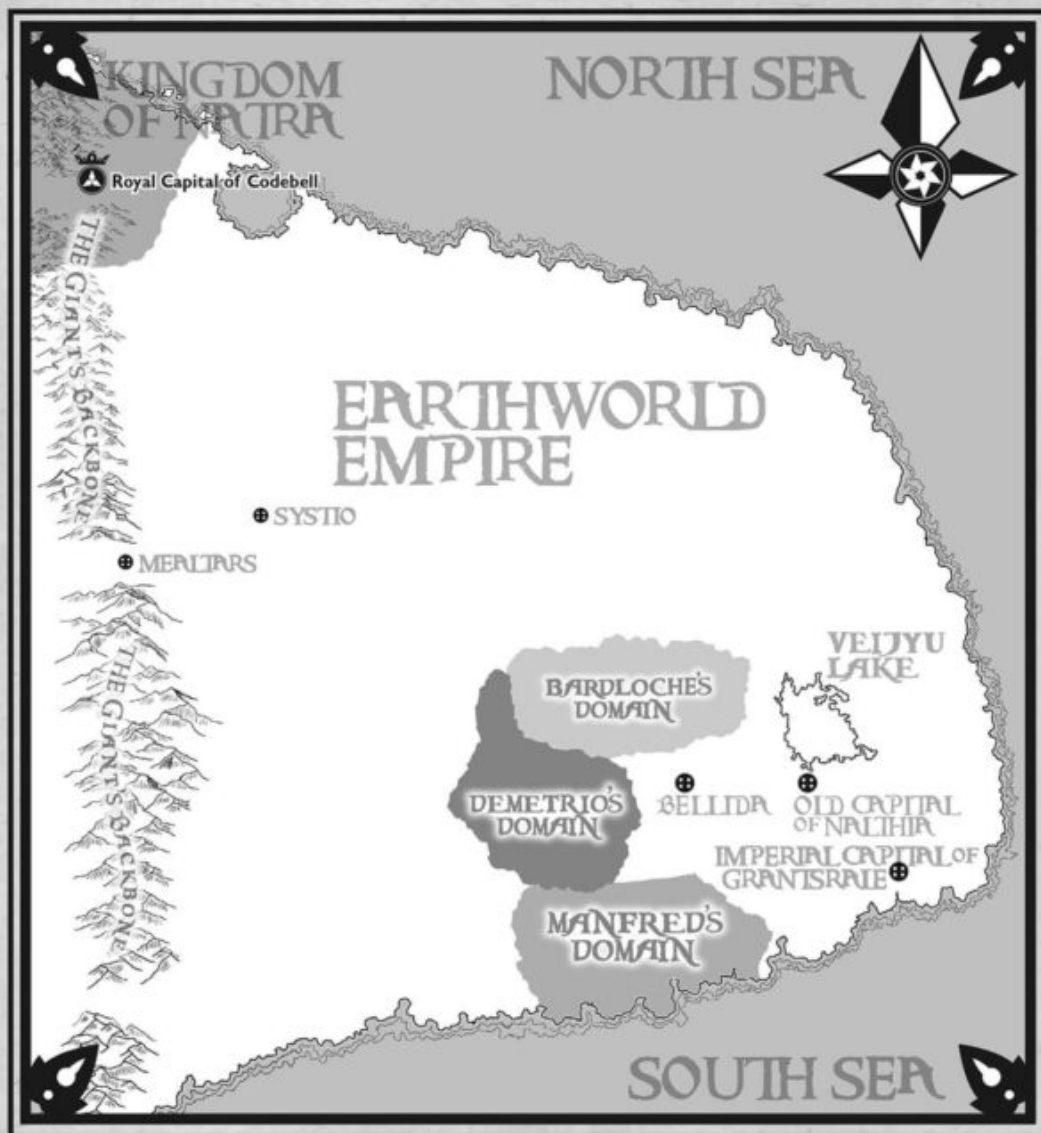 KINGDOM
OF NATRA
NORTH SEA
Royal Capital of Codebell
THE GIANT'S BACKBONE
EARTHWORLD
EMPIRE
SYSTIO
MEALTARS
THE GIANT'S BACKBONE
VEIJYU
LAKE
BARDLOCHE'S
DOMAIN
DEMETRIO'S
DOMAIN
BELLIDA
OLD CAPITAL
OF NALTHIA
IMPERIAL CAPITAL OF
GRANTSRALE
MANFRED'S
DOMAIN
SOUTH SEA